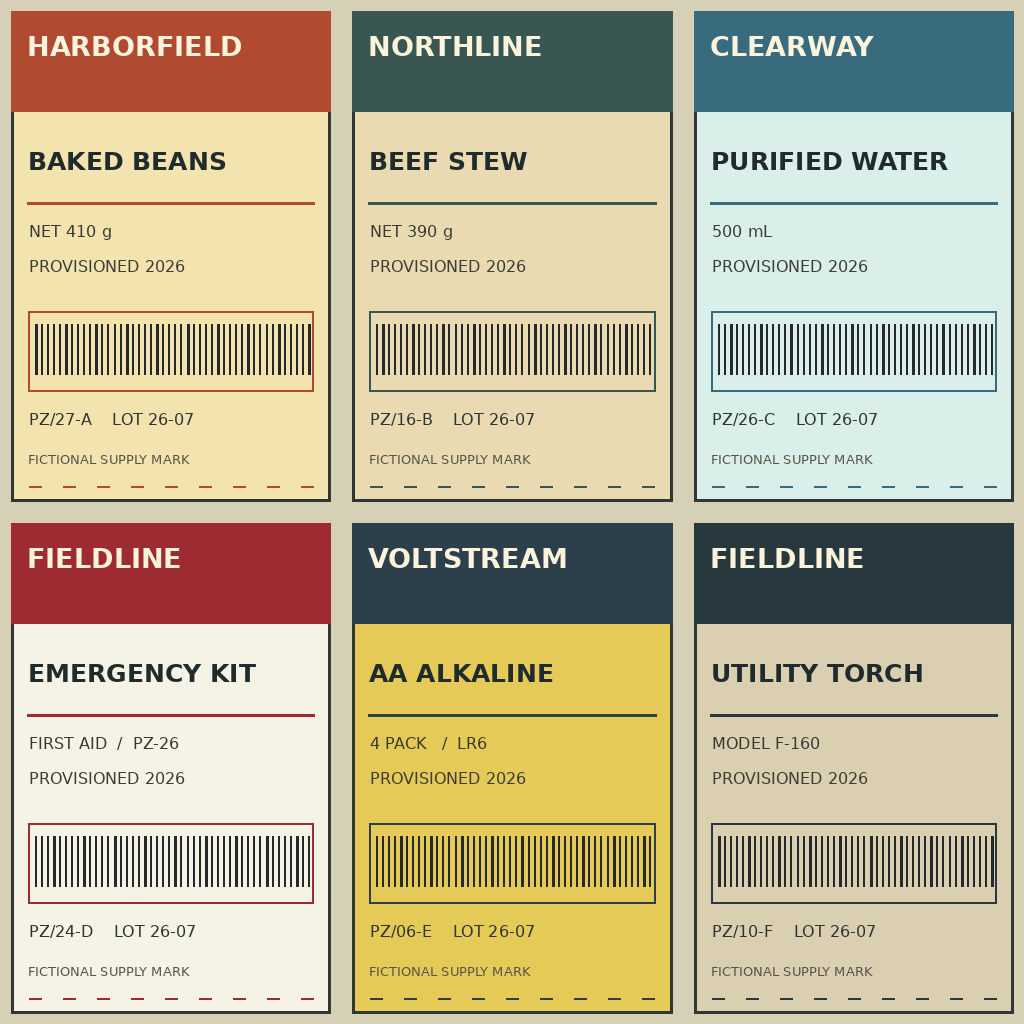 HARBORFIELD
BAKED BEANS
NET 410 g
PROVISIONED 2026
PZ/27-A LOT 26-07
FICTIONAL SUPPLY MARK
NORTHLINE
BEEF STEW
NET 390 g
PROVISIONED 2026
PZ/16-B LOT 26-07
FICTIONAL SUPPLY MARK
CLEARWAY
PURIFIED WATER
500 mL
PROVISIONED 2026
PZ/26-C LOT 26-07
FICTIONAL SUPPLY MARK
FIELDLINE
EMERGENCY KIT
FIRST AID / PZ-26
PROVISIONED 2026
PZ/24-D LOT 26-07
FICTIONAL SUPPLY MARK
VOLTSTREAM
AA ALKALINE
4 PACK / LR6
PROVISIONED 2026
PZ/06-E LOT 26-07
FICTIONAL SUPPLY MARK
FIELDLINE
UTILITY TORCH
MODEL F-160
PROVISIONED 2026
PZ/10-F LOT 26-07
FICTIONAL SUPPLY MARK